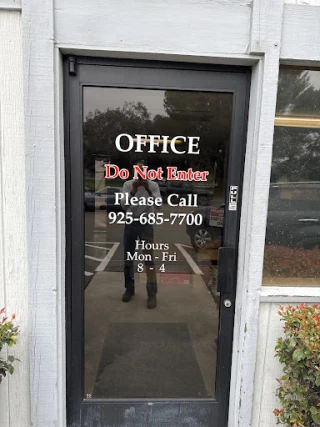 OFFICE
Do Not Enter
Please Call
925-685-7700
Hours
Mon - Fri
8 - 4